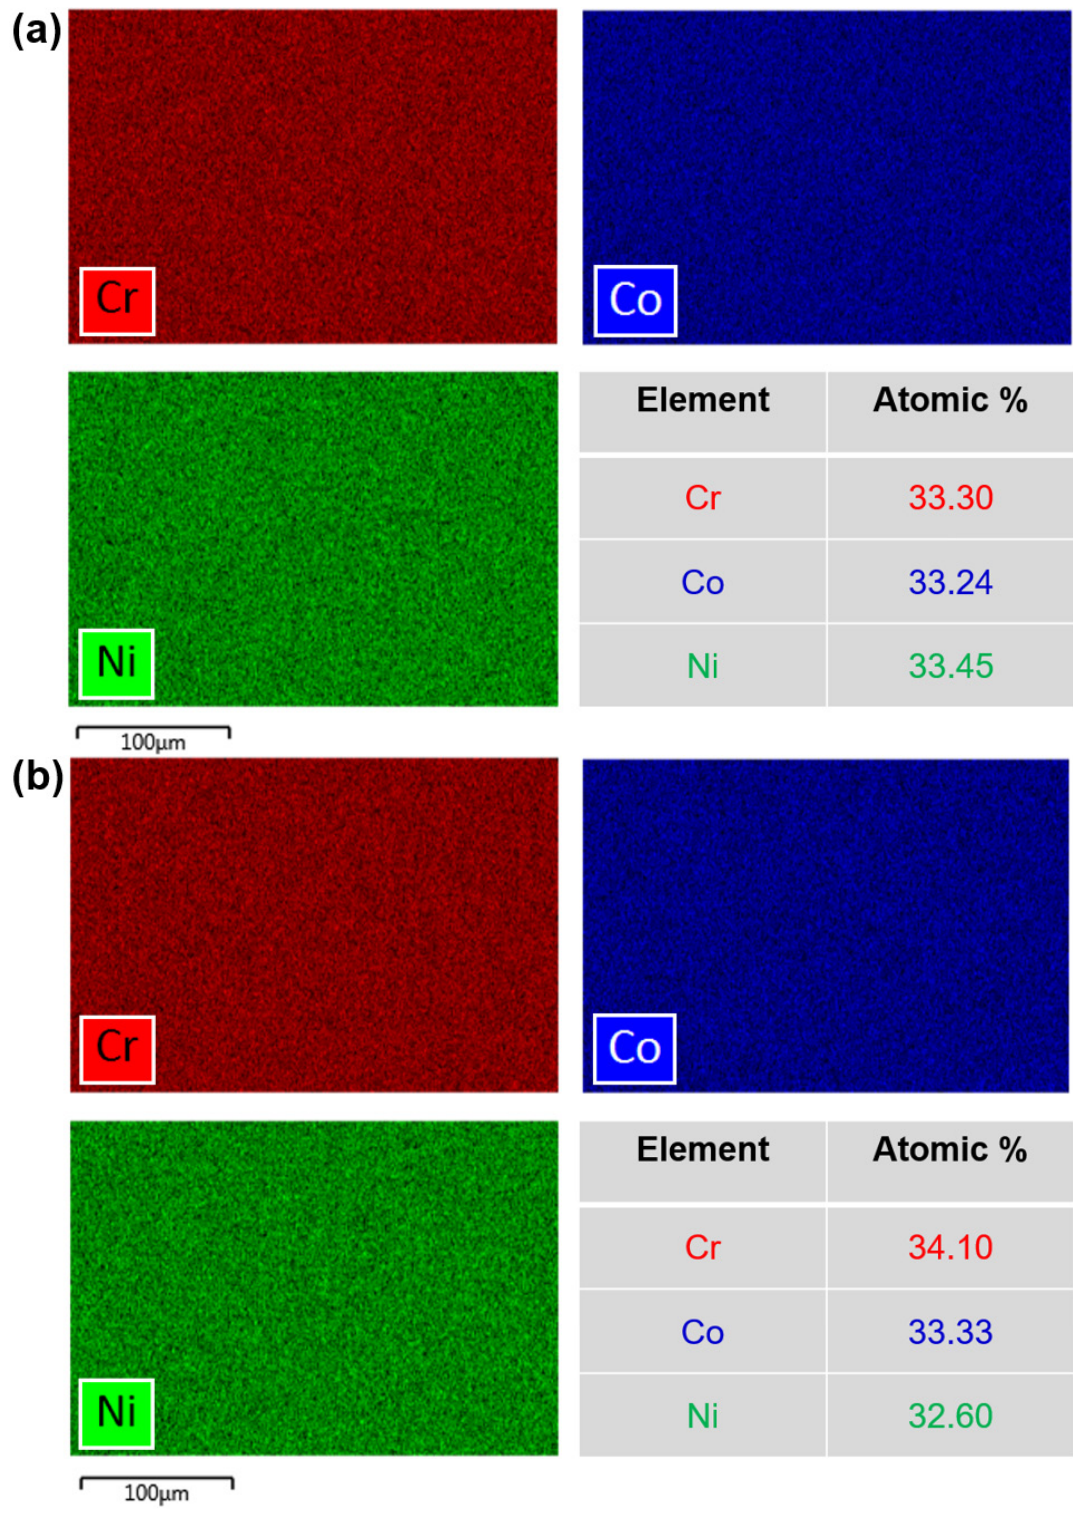 (a)
Cr
Co
Ni
Element Atomic %
Cr 33.30
Co 33.24
Ni 33.45
100μm
(b)
Cr
Co
Ni
Element Atomic %
Cr 34.10
Co 33.33
Ni 32.60
100μm